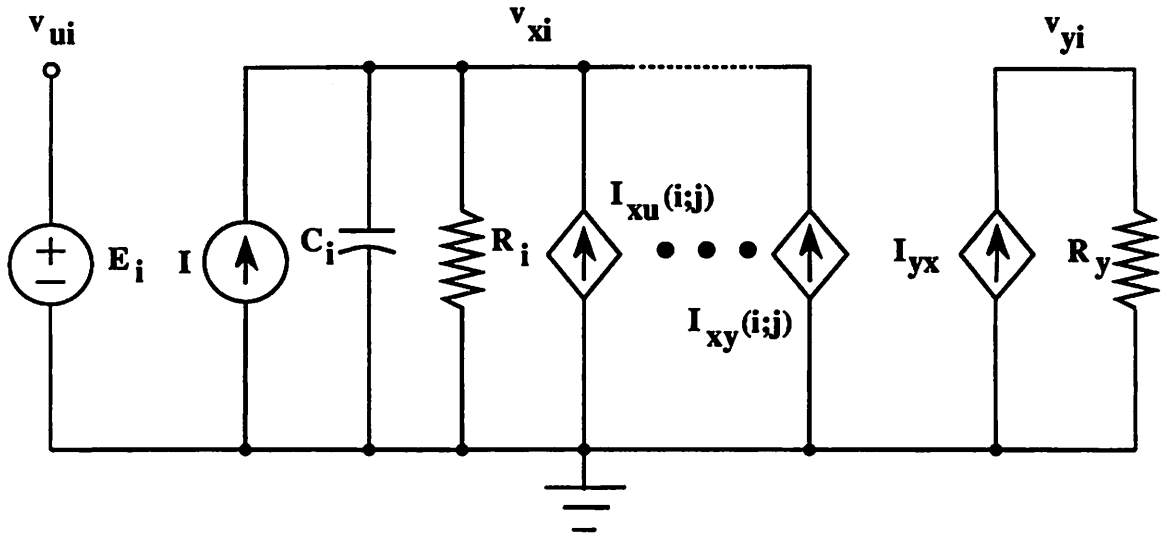 v ui
v xi
v yi
I xu (i;j)
+
−
E i
I
C i
R i
I yx
R y
I xy (i;j)